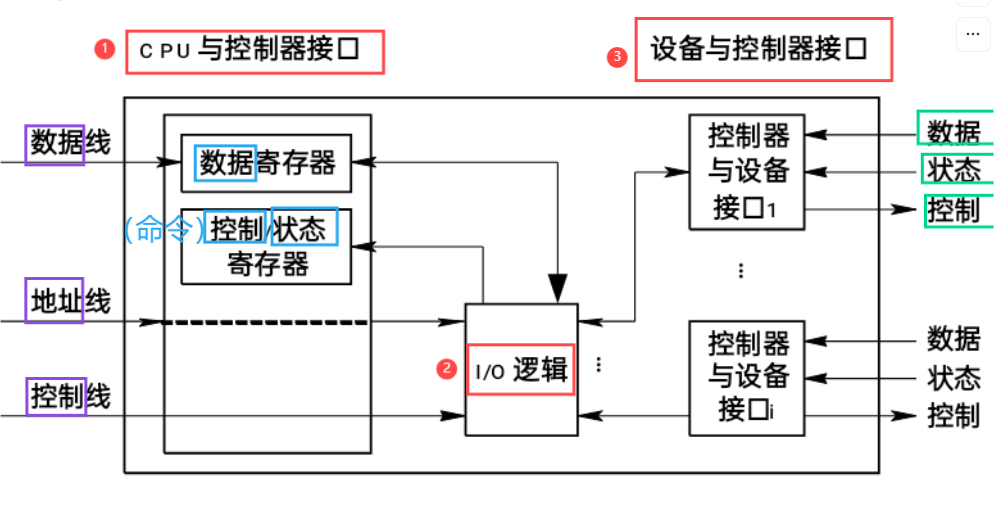 1 CPU与控制器接口
3 设备与控制器接口
数据线
数据寄存器
(命令)控制/状态
寄存器
地址线
控制线
2 I/O 逻辑
控制器
与设备
接口1
数据
状态
控制
⋮
⋮
控制器
与设备
接口i
数据
状态
控制
...